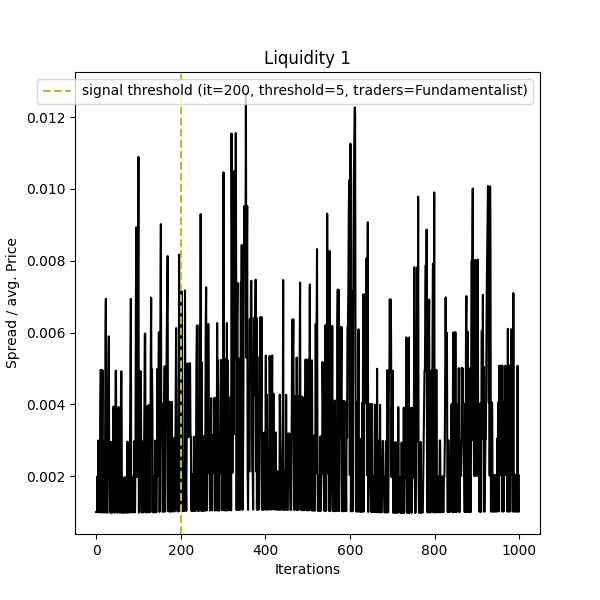 Liquidity 1
signal threshold (it=200, threshold=5, traders=Fundamentalist)
0.012
0.010
0.008
0.006
0.004
0.002
Spread / avg. Price
0 200 400 600 800 1000
Iterations